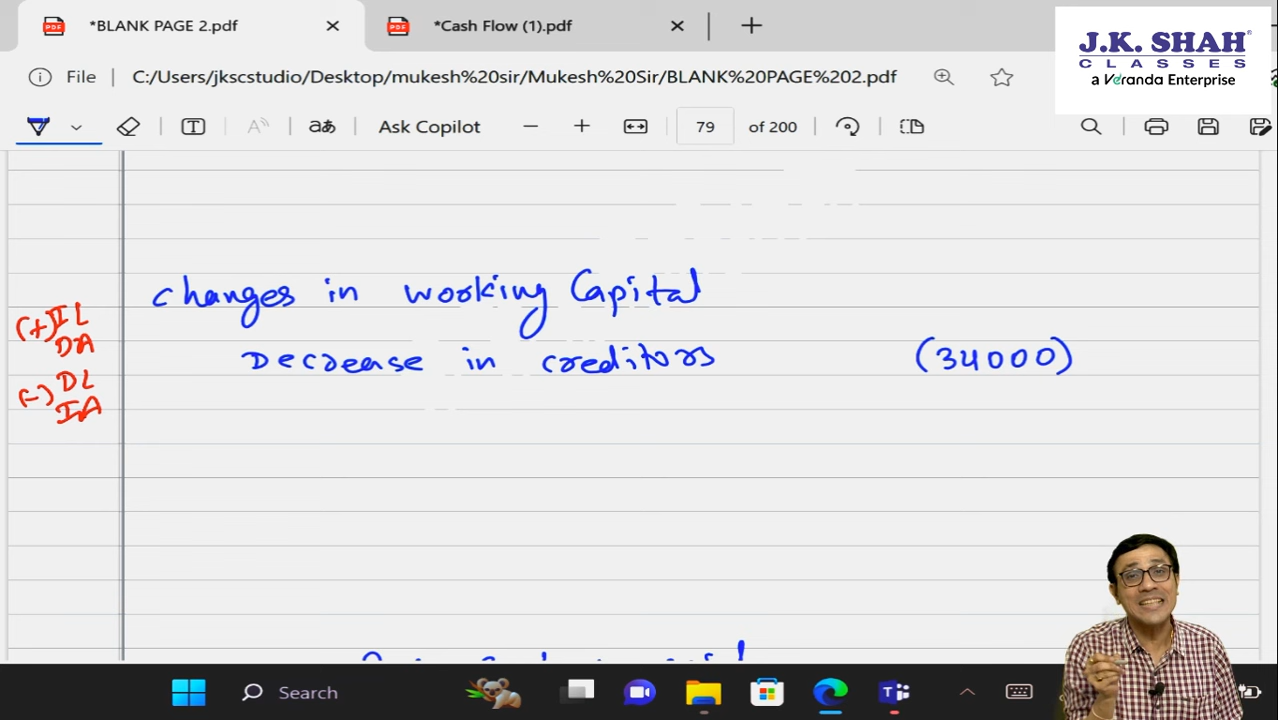 *BLANK PAGE 2.pdf
*Cash Flow (1).pdf
J.K. SHAH
CLASSES
a Veranda Enterprise
File
C:/Users/jkscstudio/Desktop/mukesh%20sir/Mukesh%20Sir/BLANK%20PAGE%202.pdf
aあ Ask Copilot 79 of 200
changes in working Capital
(+) IL
DA
Decrease in creditors (34000)
(-) DL
IA
Search